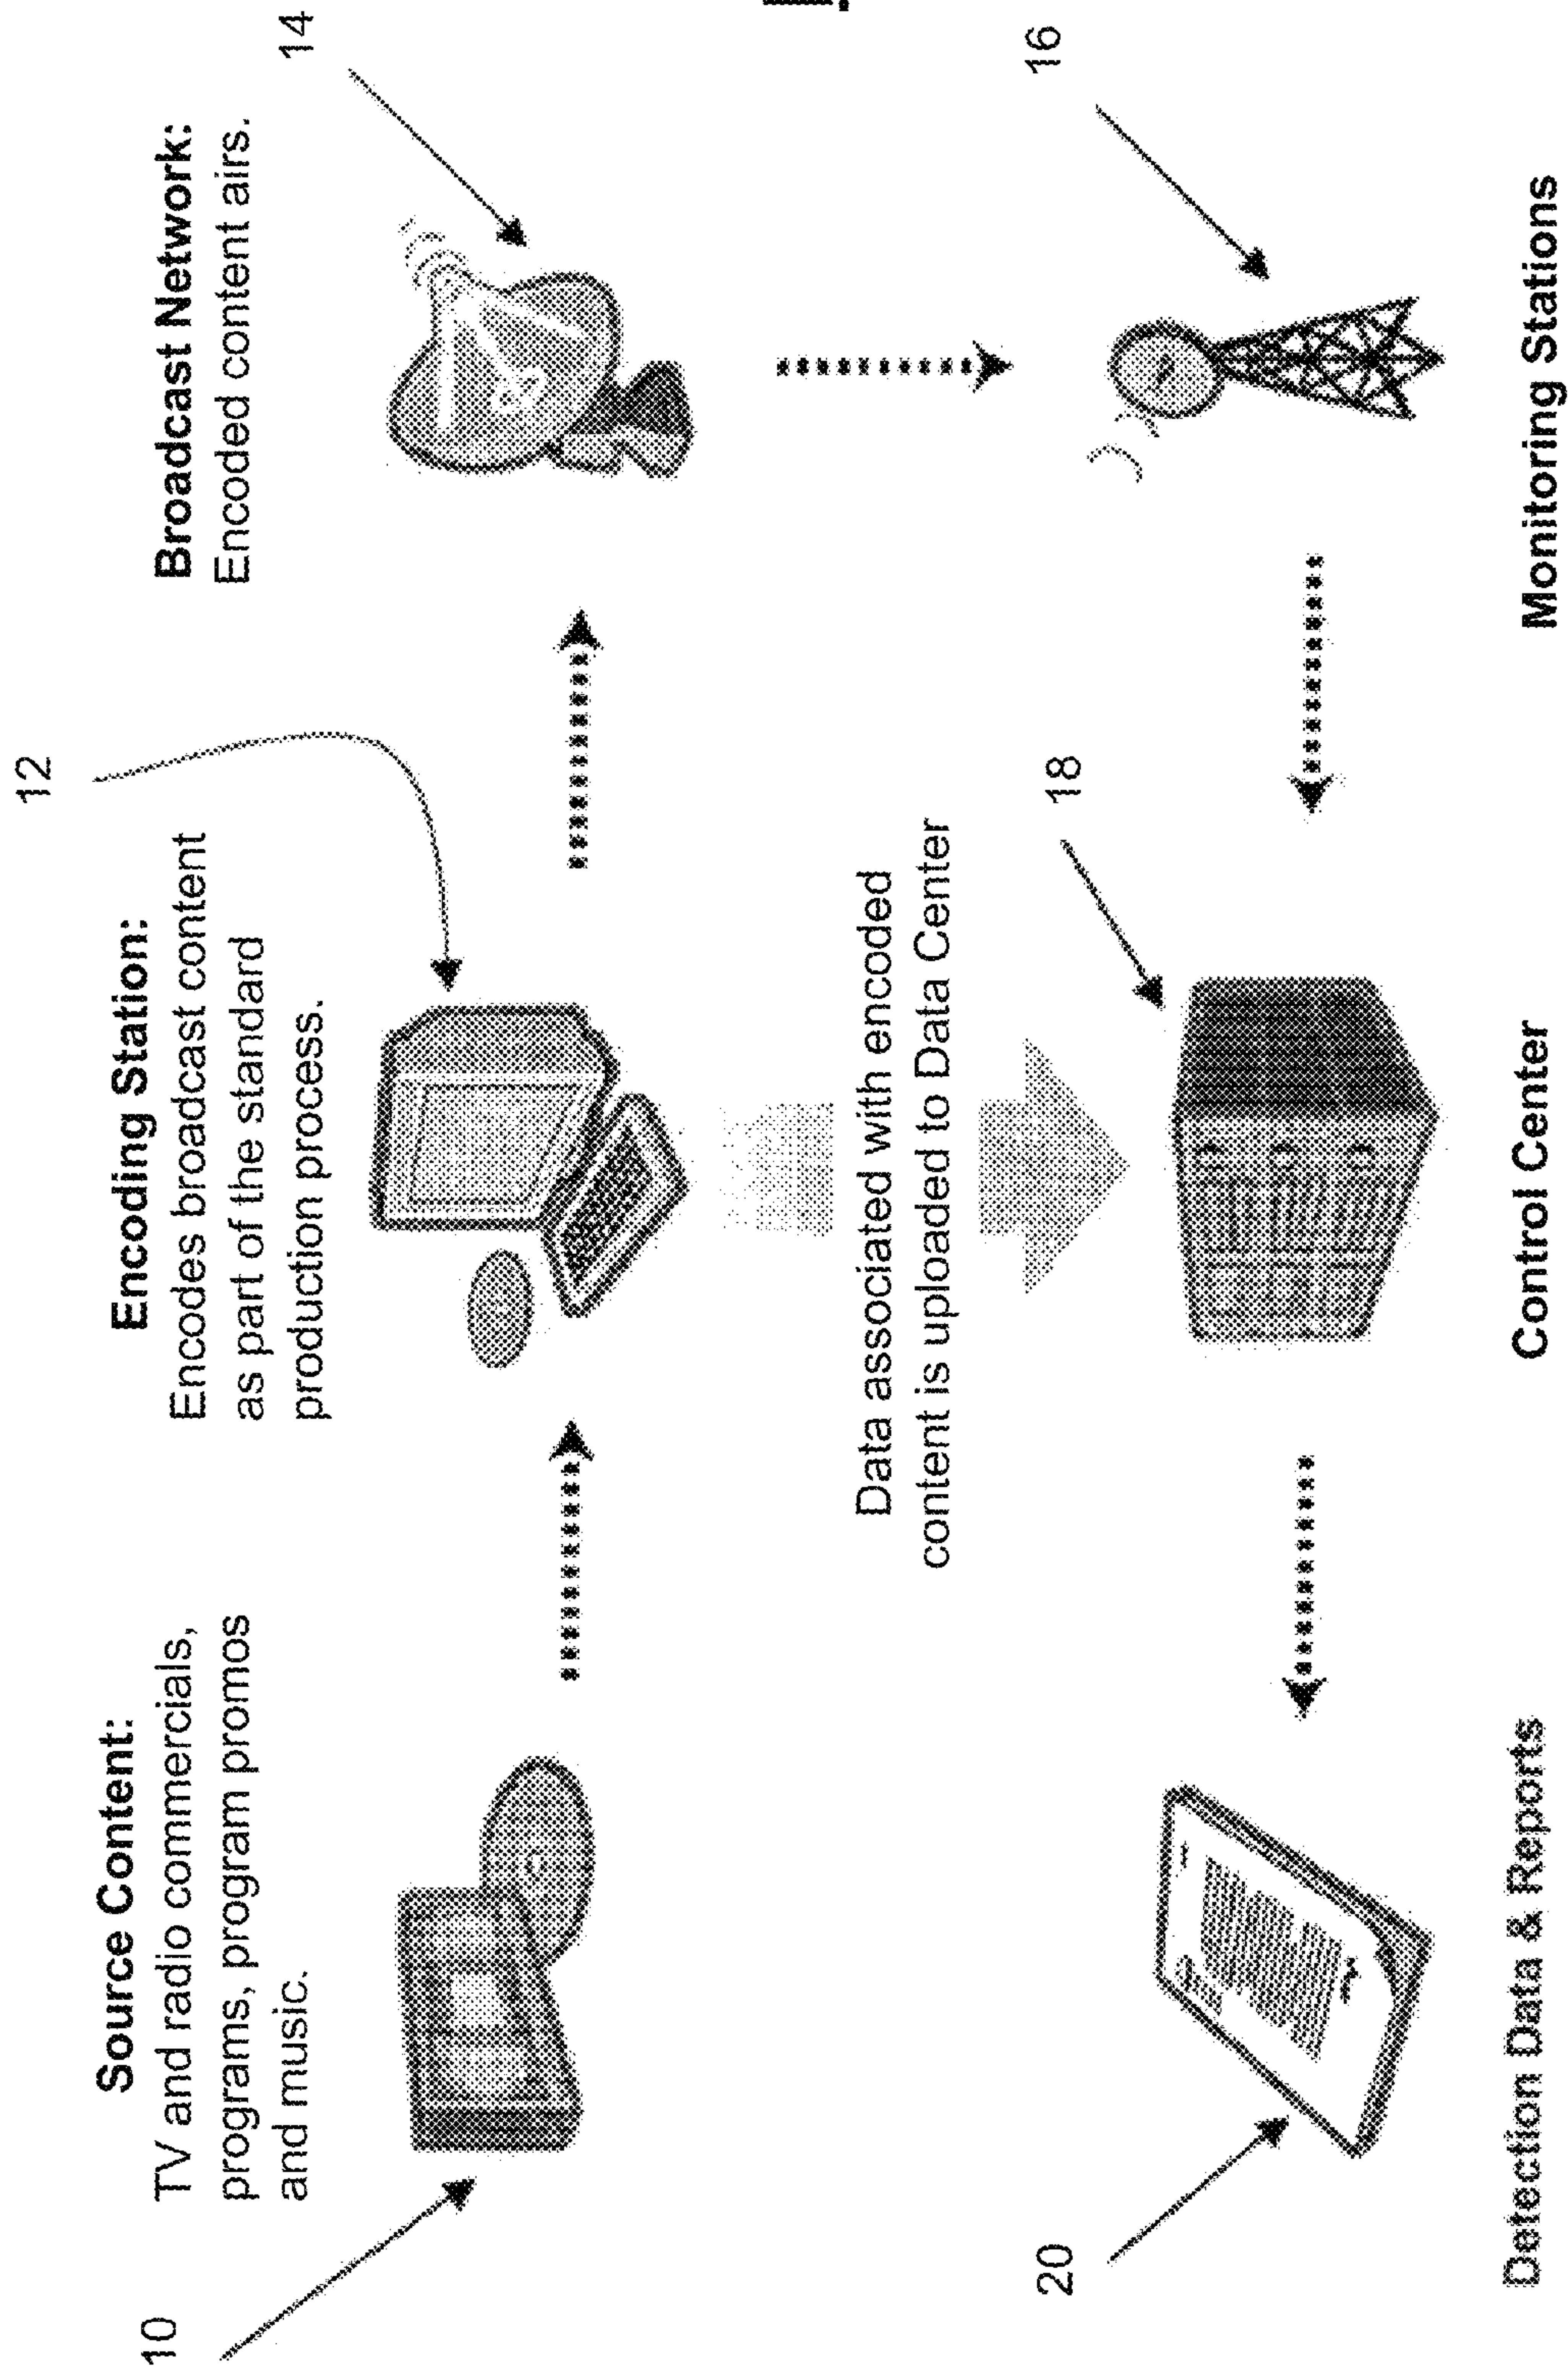 10
Source Content:
TV and radio commercials,
programs, program promos
and music.
12
Encoding Station:
Encodes broadcast content
as part of the standard
production process.
14
Broadcast Network:
Encoded content airs.
Data associated with encoded
content is uploaded to Data Center
20
Detection Data & Reports
18
Control Center
16
Monitoring Stations